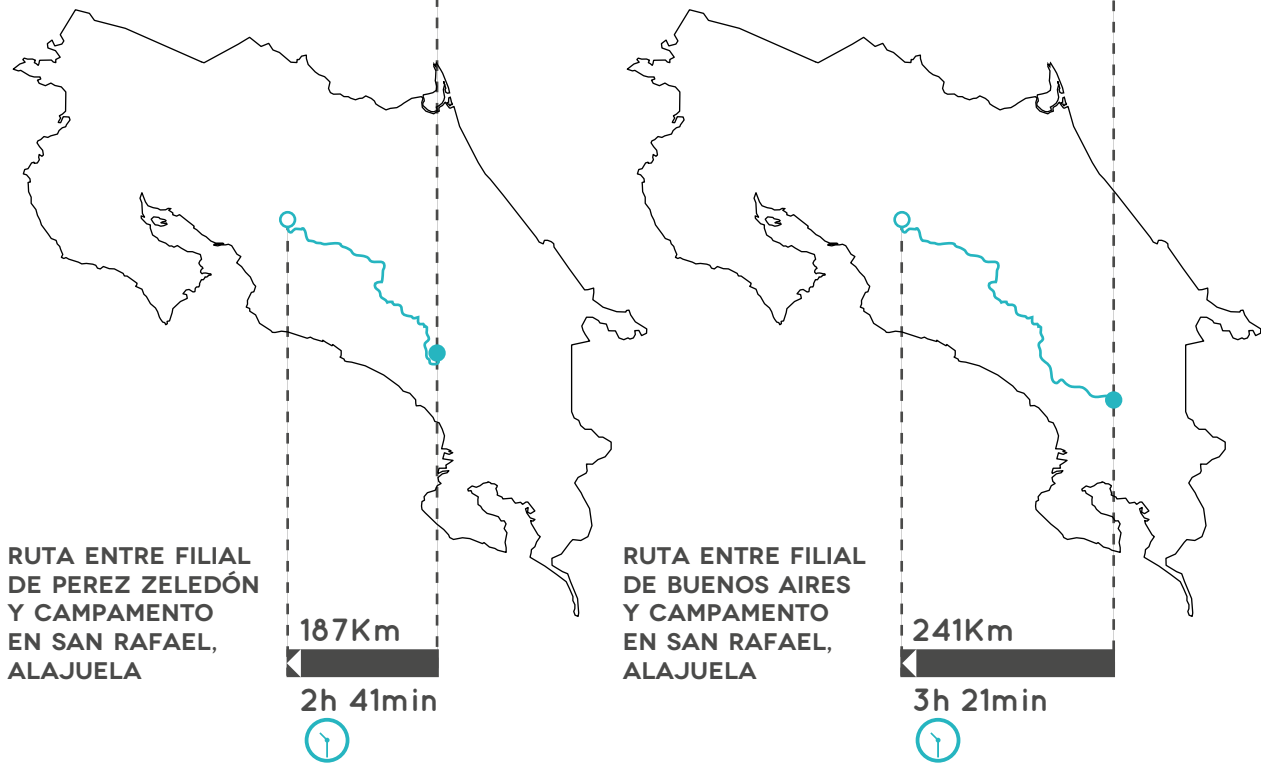 RUTA ENTRE FILIAL
DE PEREZ ZELEDÓN
Y CAMPAMENTO
EN SAN RAFAEL,
ALAJUELA
187Km
2h 41min
RUTA ENTRE FILIAL
DE BUENOS AIRES
Y CAMPAMENTO
EN SAN RAFAEL,
ALAJUELA
241Km
3h 21min